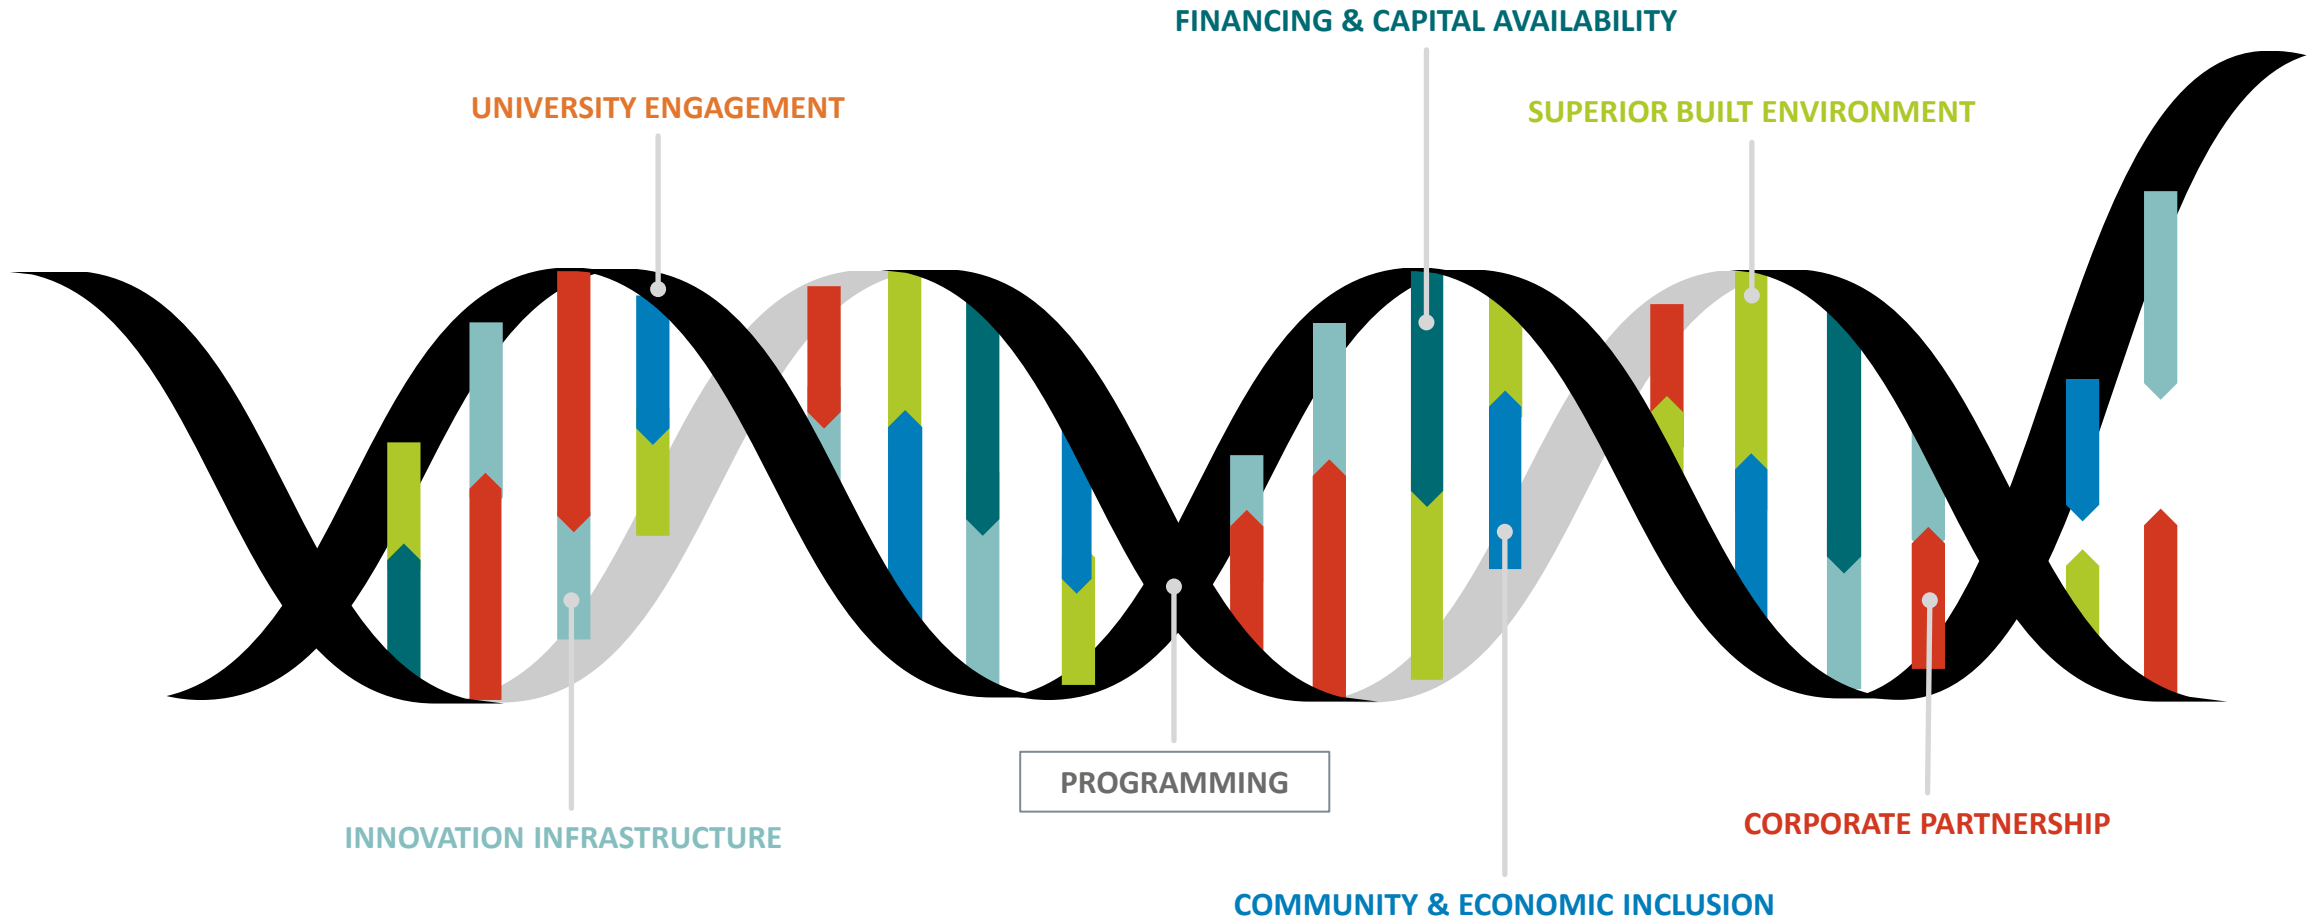 FINANCING & CAPITAL AVAILABILITY
UNIVERSITY ENGAGEMENT
SUPERIOR BUILT ENVIRONMENT
PROGRAMMING
INNOVATION INFRASTRUCTURE
CORPORATE PARTNERSHIP
COMMUNITY & ECONOMIC INCLUSION